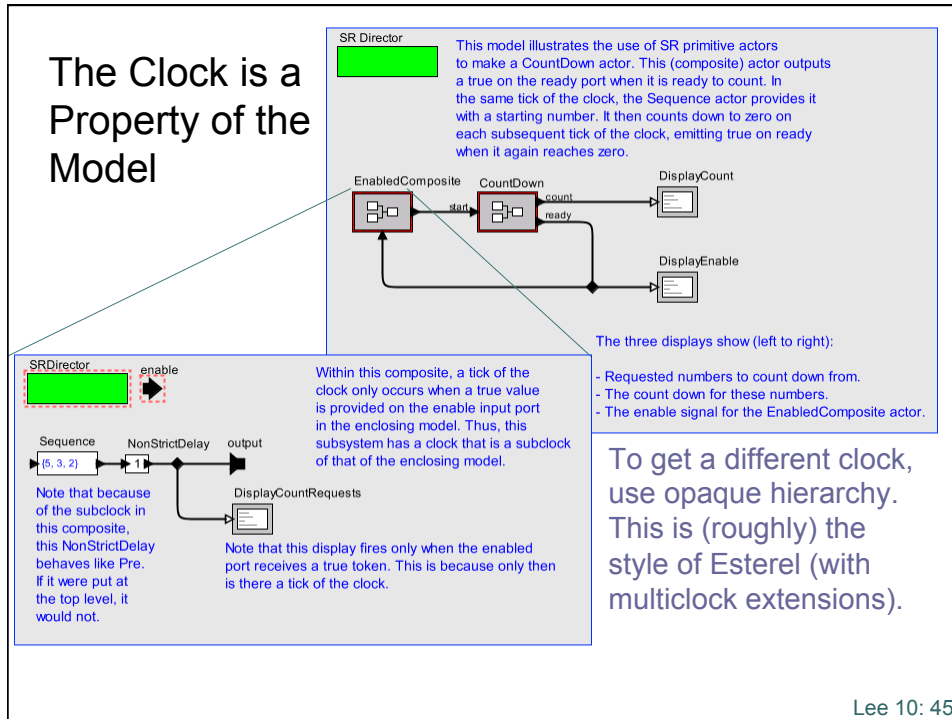 The Clock is a
Property of the
Model
SR Director
This model illustrates the use of SR primitive actors
to make a CountDown actor. This (composite) actor outputs
a true on the ready port when it is ready to count. In
the same tick of the clock, the Sequence actor provides it
with a starting number. It then counts down to zero on
each subsequent tick of the clock, emitting true on ready
when it again reaches zero.
EnabledComposite
CountDown
start
count
ready
DisplayCount
DisplayEnable
The three displays show (left to right):
- Requested numbers to count down from.
- The count down for these numbers.
- The enable signal for the EnabledComposite actor.
SRDirector
enable
Within this composite, a tick of the
clock only occurs when a true value
is provided on the enable input port
in the enclosing model. Thus, this
subsystem has a clock that is a subclock
of that of the enclosing model.
Sequence
{5, 3, 2}
NonStrictDelay
1
output
DisplayCountRequests
Note that because
of the subclock in
this composite,
this NonStrictDelay
behaves like Pre.
If it were put at
the top level, it
would not.
Note that this display fires only when the enabled
port receives a true token. This is because only then
is there a tick of the clock.
To get a different clock,
use opaque hierarchy.
This is (roughly) the
style of Esterel (with
multiclock extensions).
Lee 10: 45